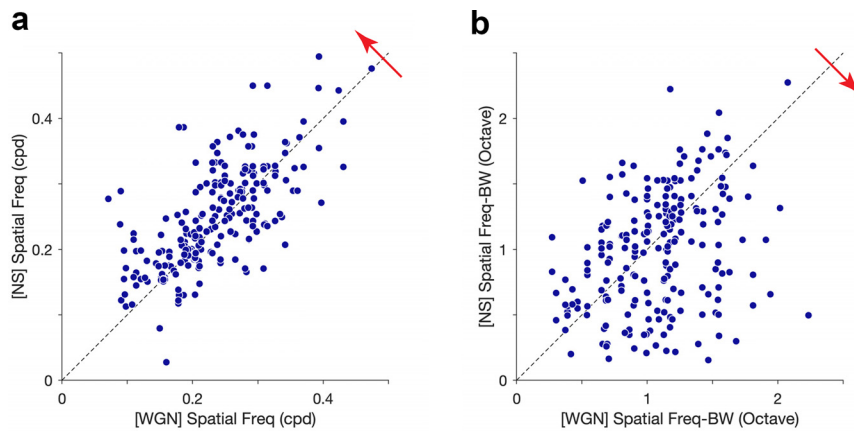 a
[NS] Spatial Freq (cpd)
0.4
0.2
0
0
0.2
0.4
[WGN] Spatial Freq (cpd)
b
[NS] Spatial Freq-BW (Octave)
2
1
0
0
1
2
[WGN] Spatial Freq-BW (Octave)